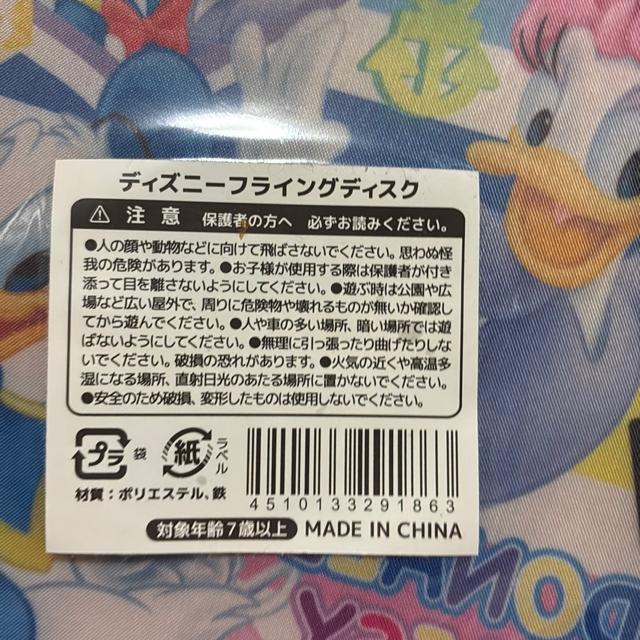 ディズニーフライングディスク
注意 保護者の方へ 必ずお読みください。
●人の顔や動物などに向けて飛ばさないでください。思わぬ怪
我の危険があります。●お子様が使用する際は保護者が付き
添って目を離さないようにしてください。●遊ぶ時は公園や広
場など広い屋外で、周りに危険物や壊れるものが無いか確認し
てから遊んでください。●人や車の多い場所、暗い場所では遊
ばないようにしてください。●無理に引っ張ったり曲げたりしな
いでください。破損の恐れがあります。●火気の近くや高温多
湿になる場所、直射日光のあたる場所に置かないでください。
●安全のため破損、変形したものは使用しないでください。
プラ 袋 紙 ラベル
材質：ポリエステル、鉄
4510133291863
対象年齢7歳以上 MADE IN CHINA
DONAL